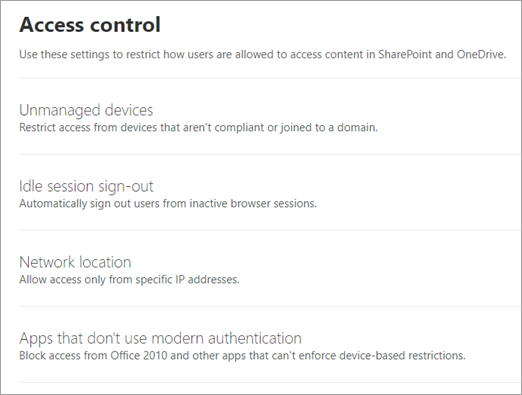 Access control
Use these settings to restrict how users are allowed to access content in SharePoint and OneDrive.
Unmanaged devices
Restrict access from devices that aren't compliant or joined to a domain.
Idle session sign-out
Automatically sign out users from inactive browser sessions.
Network location
Allow access only from specific IP addresses.
Apps that don't use modern authentication
Block access from Office 2010 and other apps that can't enforce device-based restrictions.